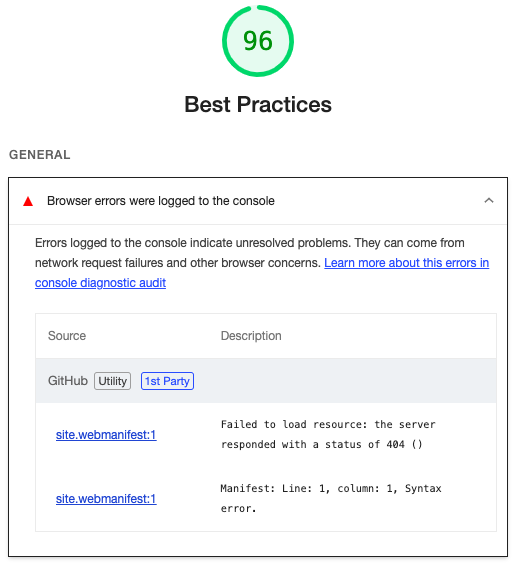 96
Best Practices
GENERAL
Browser errors were logged to the console
Errors logged to the console indicate unresolved problems. They can come from
network request failures and other browser concerns. Learn more about this errors in
console diagnostic audit
Source Description
GitHub Utility 1st Party
site.webmanifest:1 Failed to load resource: the server
responded with a status of 404 ()
site.webmanifest:1 Manifest: Line: 1, column: 1, Syntax
error.